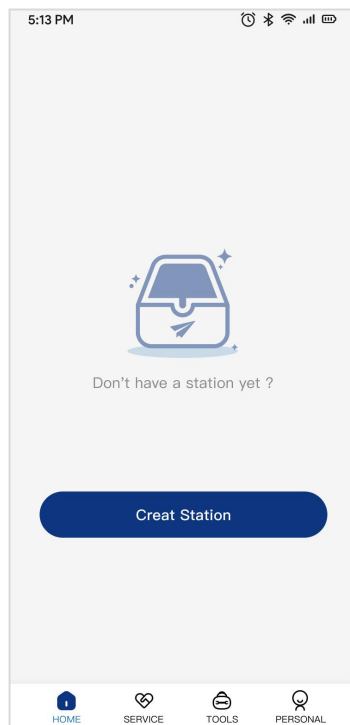 5:13 PM
Don't have a station yet ?
Creat Station
HOME SERVICE TOOLS PERSONAL